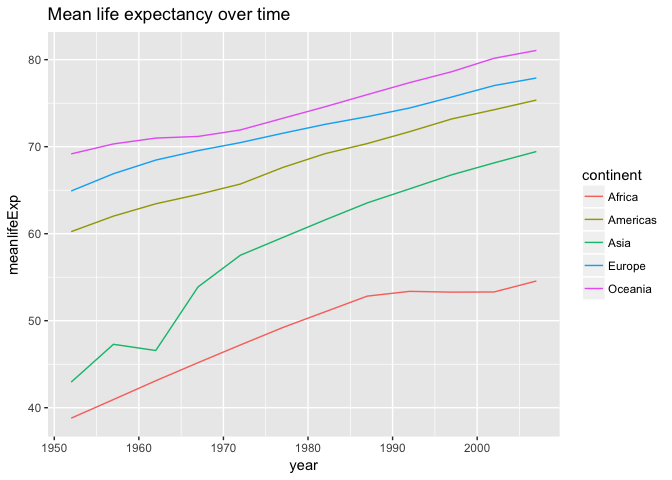 Mean life expectancy over time
80
70
60
50
40
meanlifeExp
1950
1960
1970
1980
1990
2000
year
continent
Africa
Americas
Asia
Europe
Oceania